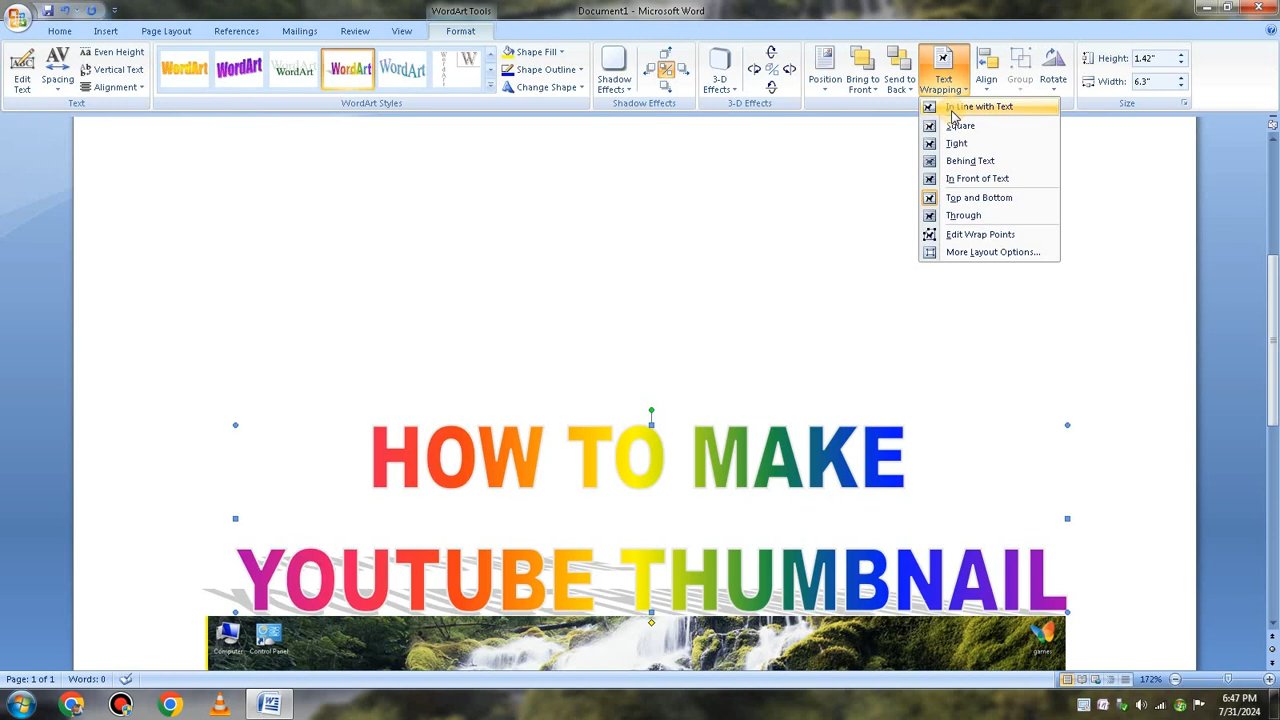 WordArt Tools
Document1 - Microsoft Word
Home
Insert
Page Layout
References
Mailings
Review
View
Format
Edit Text
Spacing
Even Height
Vertical Text
Alignment
Text
WordArt
WordArt
WordArt
WordArt
WordArt
WordArt Styles
Shape Fill
Shape Outline
Change Shape
Shadow Effects
Shadow Effects
3-D Effects
3-D Effects
Position
Bring to Front
Send to Back
Text Wrapping
Align
Group
Rotate
Height: 1.42"
Width: 6.3"
Size
In Line with Text
Square
Tight
Behind Text
In Front of Text
Top and Bottom
Through
Edit Wrap Points
More Layout Options...
HOW TO MAKE
YOUTUBE THUMBNAIL
Computer
Control Panel
games
Page: 1 of 1
Words: 0
172%
6:47 PM
7/31/2024